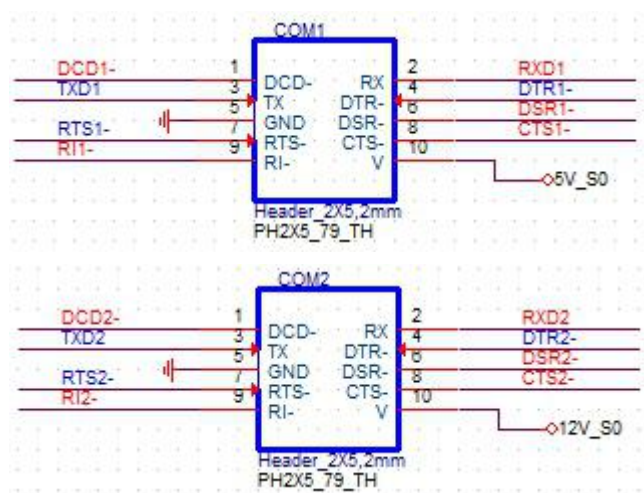 COM1
DCD1- 1 DCD- RX 2 RXD1
TXD1 3 TX DTR- 4 DTR1-
5 GND DSR- 6 DSR1-
RTS1- 7 RTS- CTS- 8 CTS1-
RI1- 9 RI- V 10
5V_S0
Header_2X5,2mm
PH2X5_79_TH
COM2
DCD2- 1 DCD- RX 2 RXD2
TXD2 3 TX DTR- 4 DTR2-
5 GND DSR- 6 DSR2-
RTS2- 7 RTS- CTS- 8 CTS2-
RI2- 9 RI- V 10
12V_S0
Header_2X5,2mm
PH2X5_79_TH